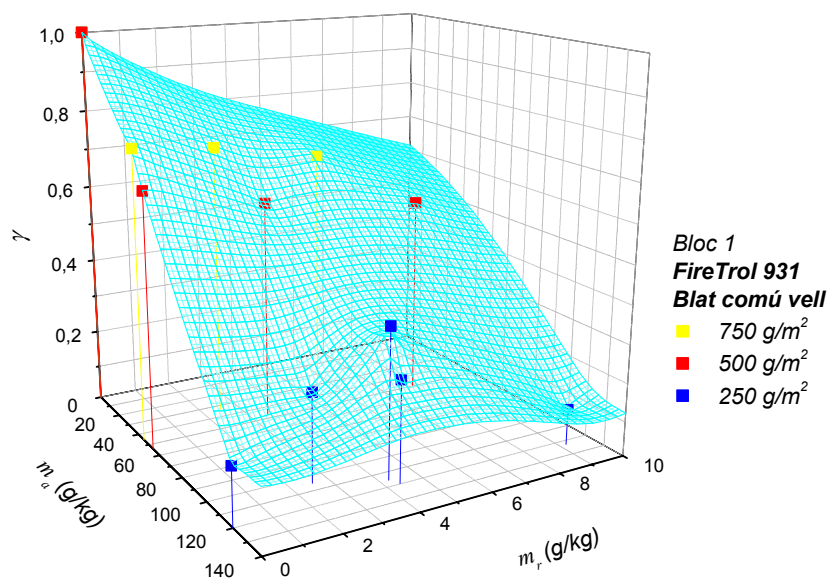 1,0
0,8
0,6
0,4
0,2
0
γ
20
40
60
80
100
120
140
m_a (g/kg)
0
2
4
6
8
10
m_r (g/kg)
Bloc 1
FireTrol 931
Blat comú vell
750 g/m²
500 g/m²
250 g/m²